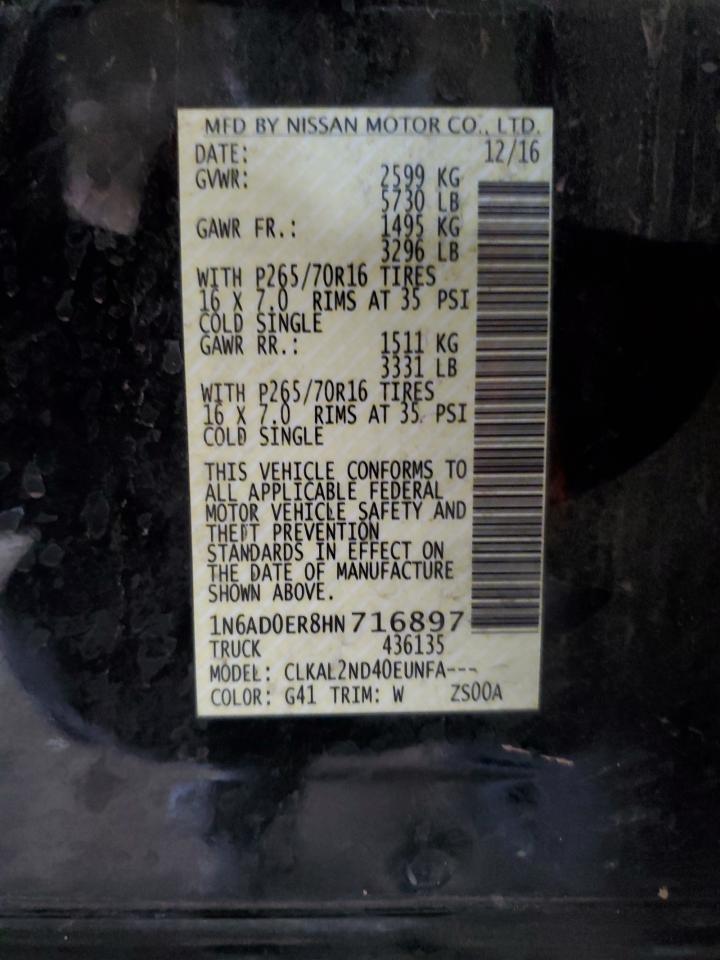 MFD BY NISSAN MOTOR CO., LTD.
DATE: 12/16
GVWR: 2599 KG
5730 LB
GAWR FR.: 1495 KG
3296 LB
WITH P265/70R16 TIRES
16 X 7.0 RIMS AT 35 PSI
COLD SINGLE
GAWR RR.: 1511 KG
3331 LB
WITH P265/70R16 TIRES
16 X 7.0 RIMS AT 35 PSI
COLD SINGLE
THIS VEHICLE CONFORMS TO
ALL APPLICABLE FEDERAL
MOTOR VEHICLE SAFETY AND
THEFT PREVENTION
STANDARDS IN EFFECT ON
THE DATE OF MANUFACTURE
SHOWN ABOVE.
1N6AD0ER8HN716897
TRUCK 436135
MODEL: CLKAL2ND40EUNFA---
COLOR: G41 TRIM: W ZS00A